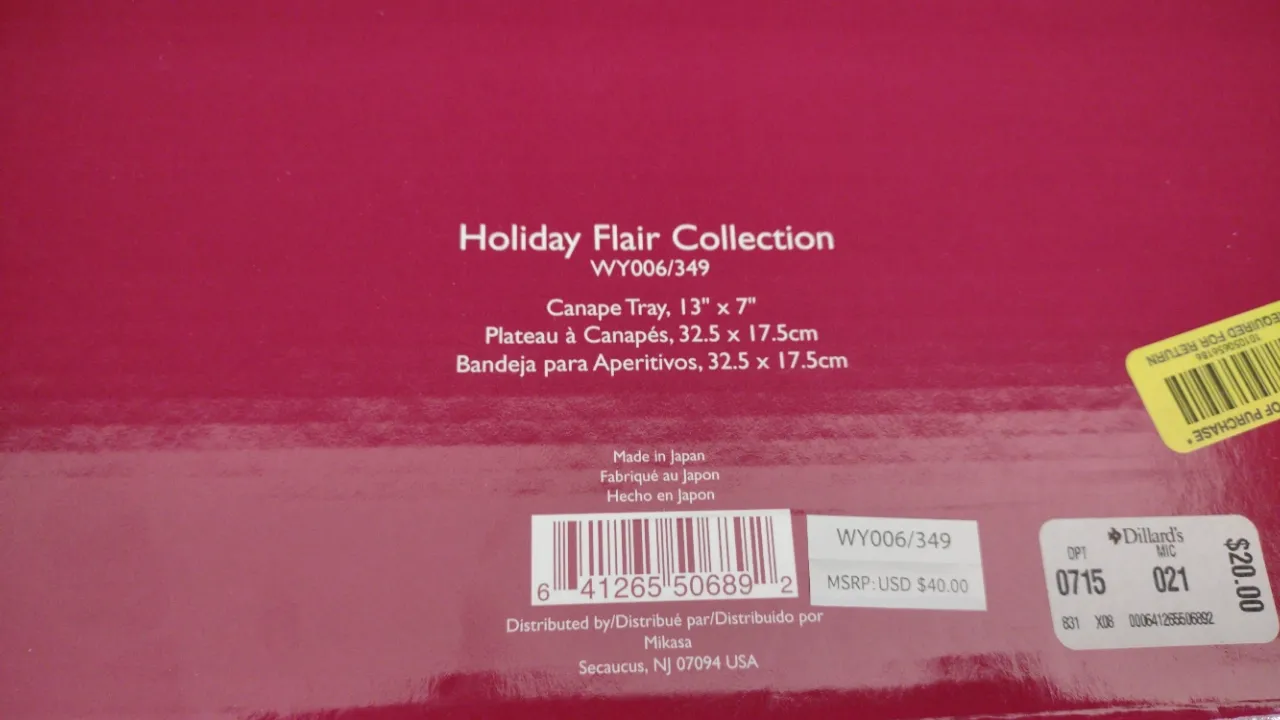 Holiday Flair Collection
WY006/349
Canape Tray, 13" x 7"
Plateau à Canapés, 32.5 x 17.5cm
Bandeja para Aperitivos, 32.5 x 17.5cm
REQUIRED FOR RETURN
OF PURCHASE*
Made in Japan
Fabriqué au Japon
Hecho en Japon
6 41265 50689 2
WY006/349
MSRP: USD $40.00
Dillard's
DPT MIC
0715 021
$20.00
831 X08 000641265506892
Distributed by/Distribué par/Distribuido por
Mikasa
Secaucus, NJ 07094 USA